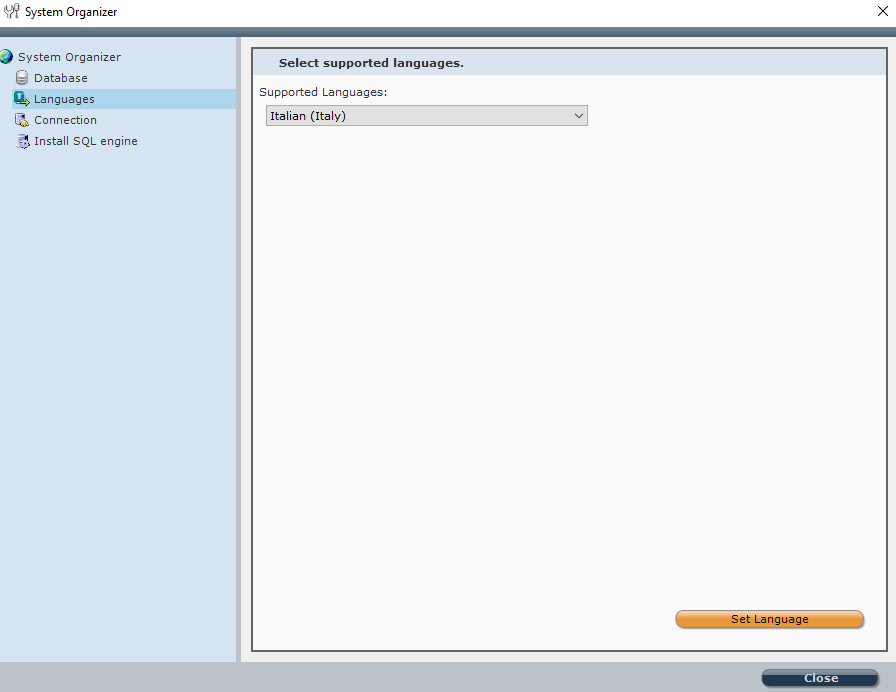 System Organizer
System Organizer
Database
Languages
Connection
Install SQL engine
Select supported languages.
Supported Languages:
Italian (Italy)
Set Language
Close